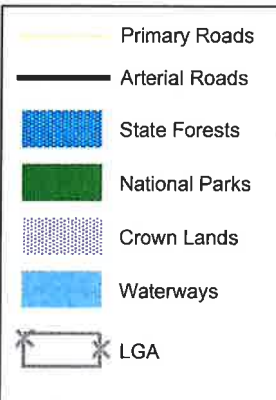 Primary Roads
Arterial Roads
State Forests
National Parks
Crown Lands
Waterways
LGA